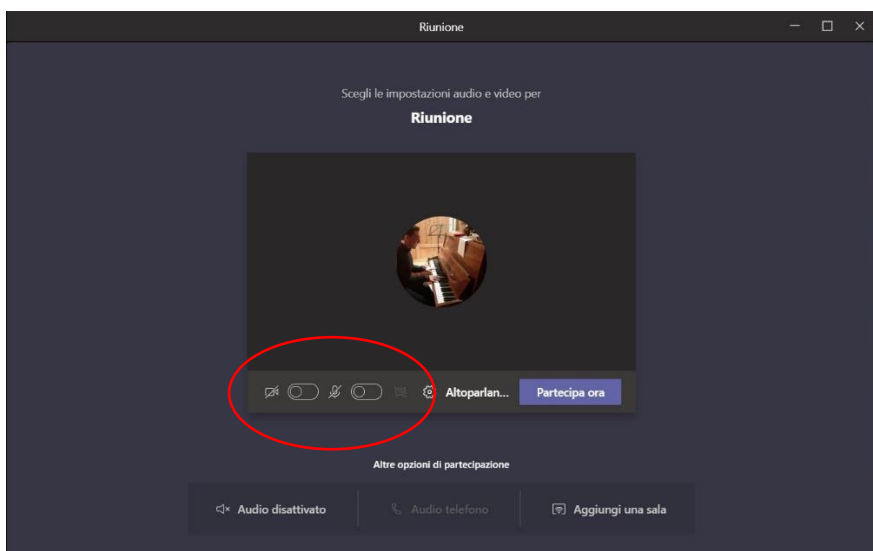 Riunione
Scegli le impostazioni audio e video per
Riunione
Altoparlan... Partecipa ora
Altre opzioni di partecipazione
Audio disattivato Audio telefono Aggiungi una sala